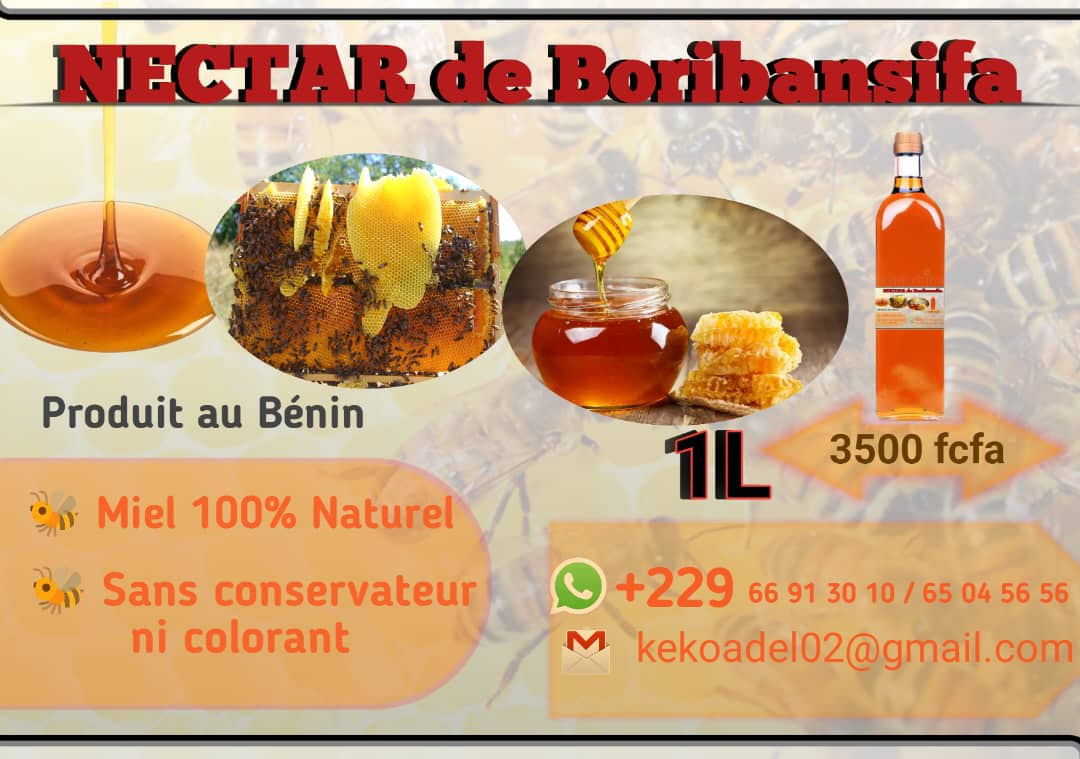 NECTAR de Boribansifa
Produit au Bénin
1L
3500 fcfa
Miel 100% Naturel
Sans conservateur
ni colorant
+229 66 91 30 10 / 65 04 56 56
kekoadel02@gmail.com